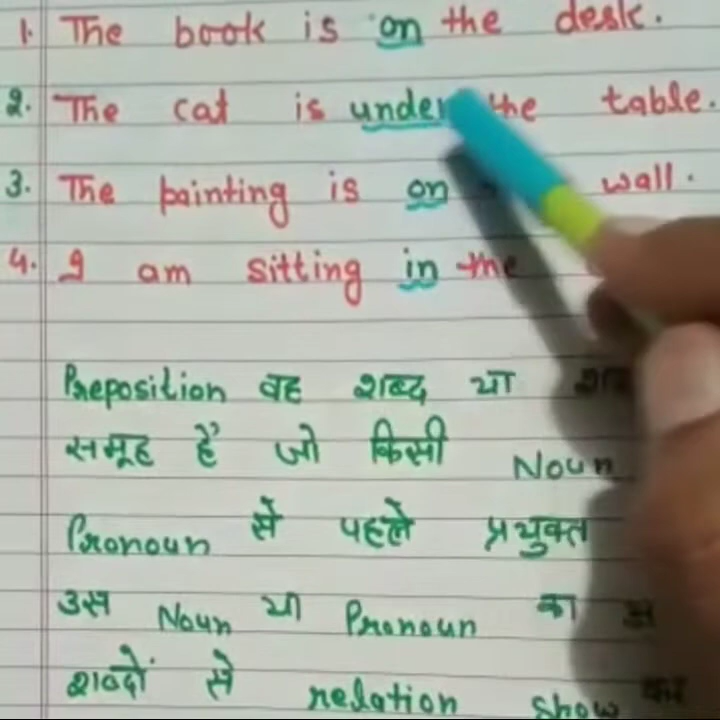 1. The book is on the desk.
2. The cat is under the table.
3. The painting is on wall.
4. I am sitting in the
Preposition वह शब्द या
समूह हैं जो किसी Noun
Pronoun से पहले प्रयुक्त
उस Noun या Pronoun का
शब्दों से relation show कर